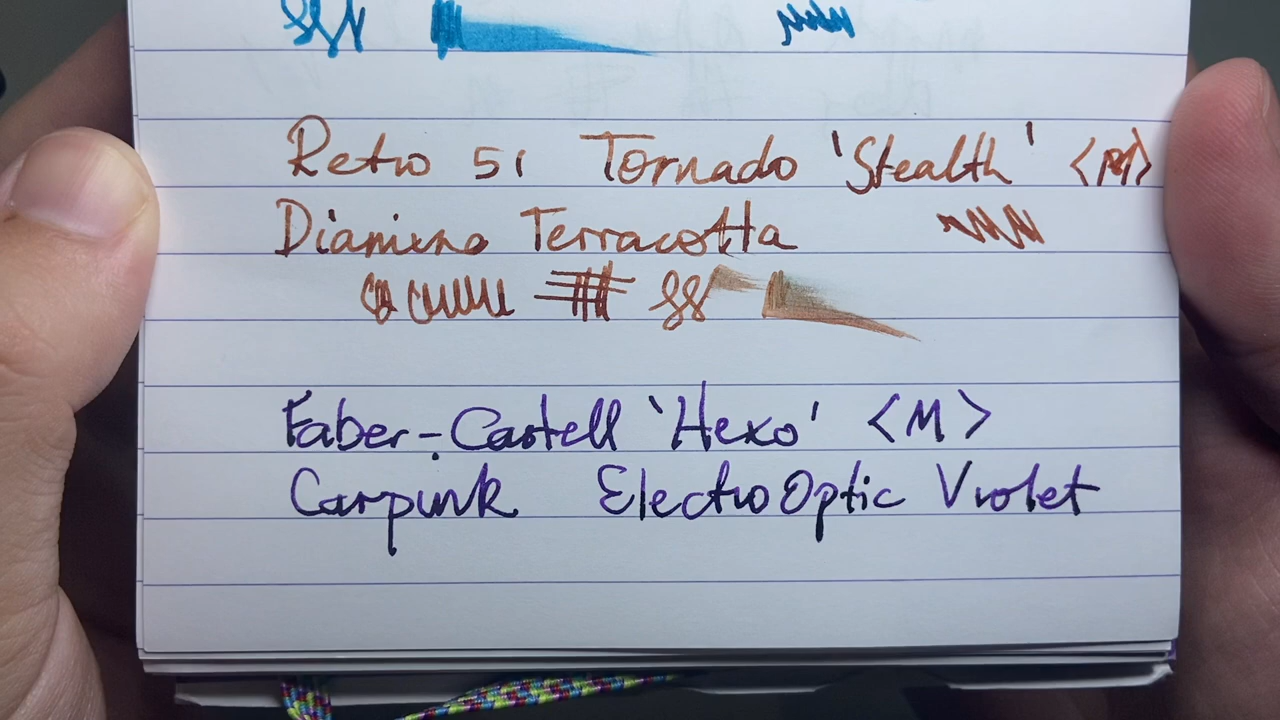 Retro 51 Tornado 'Stealth' <M>
Diamine Terracotta
Faber-Castell 'Hexo' <M>
Carpink ElectroOptic Violet